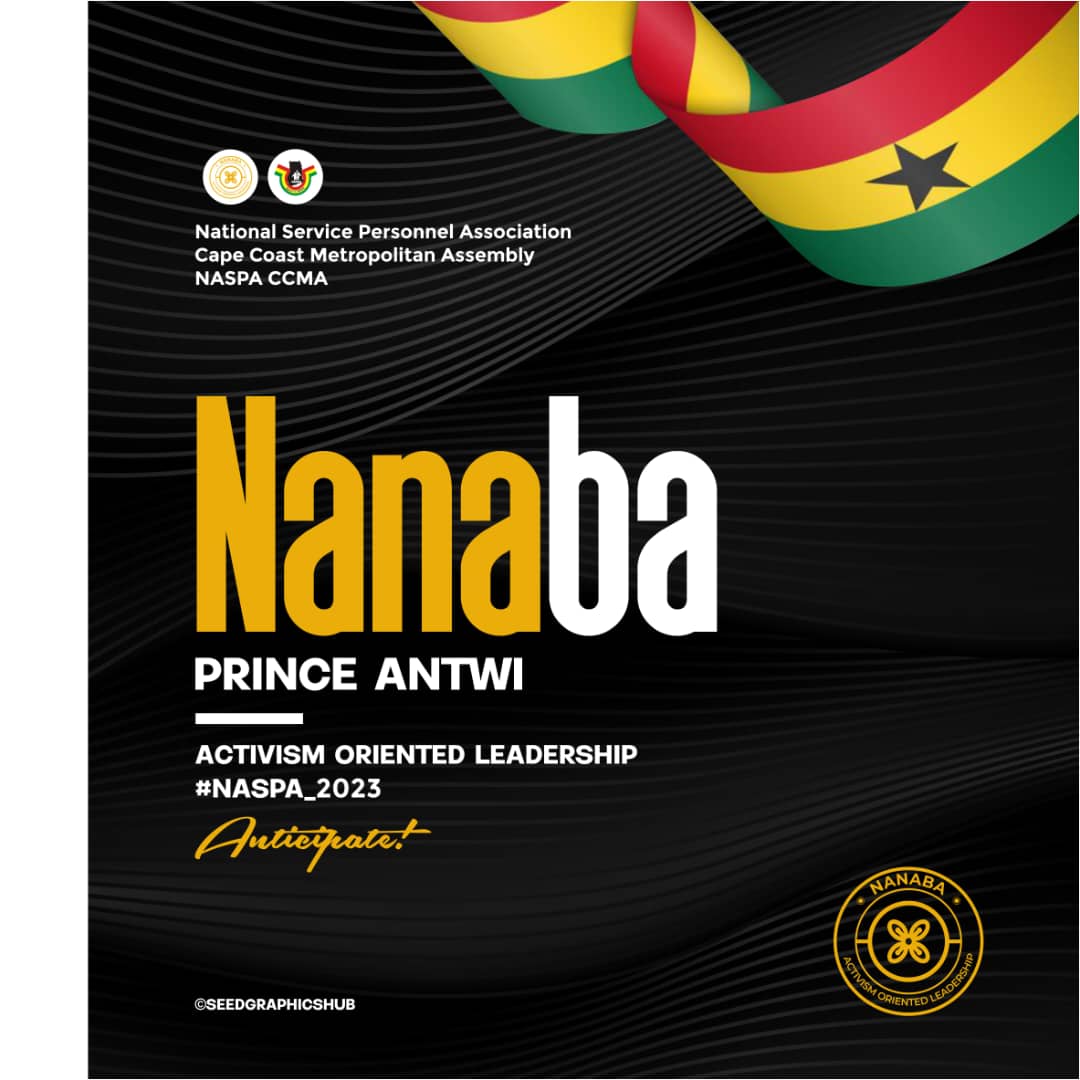 NANABA
National Service Personnel Association
Cape Coast Metropolitan Assembly
NASPA CCMA
Nanaba
PRINCE ANTWI
ACTIVISM ORIENTED LEADERSHIP
#NASPA_2023
Anticipate!
NANABA
ACTIVISM ORIENTED LEADERSHIP
©SEEDGRAPHICSHUB